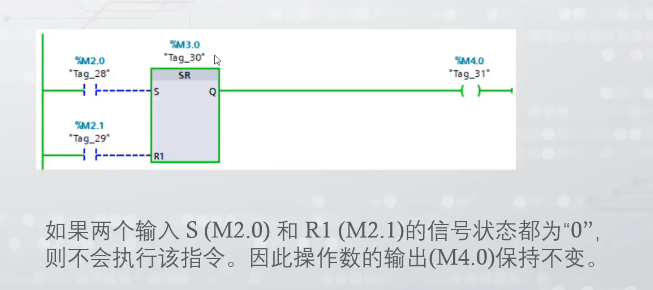 %M3.0
%M2.0 "Tag_30" %M4.0
"Tag_28" SR "Tag_31"
S Q
%M2.1
"Tag_29"
R1
如果两个输入 S (M2.0) 和 R1 (M2.1)的信号状态都为“0”,
则不会执行该指令。因此操作数的输出(M4.0)保持不变。